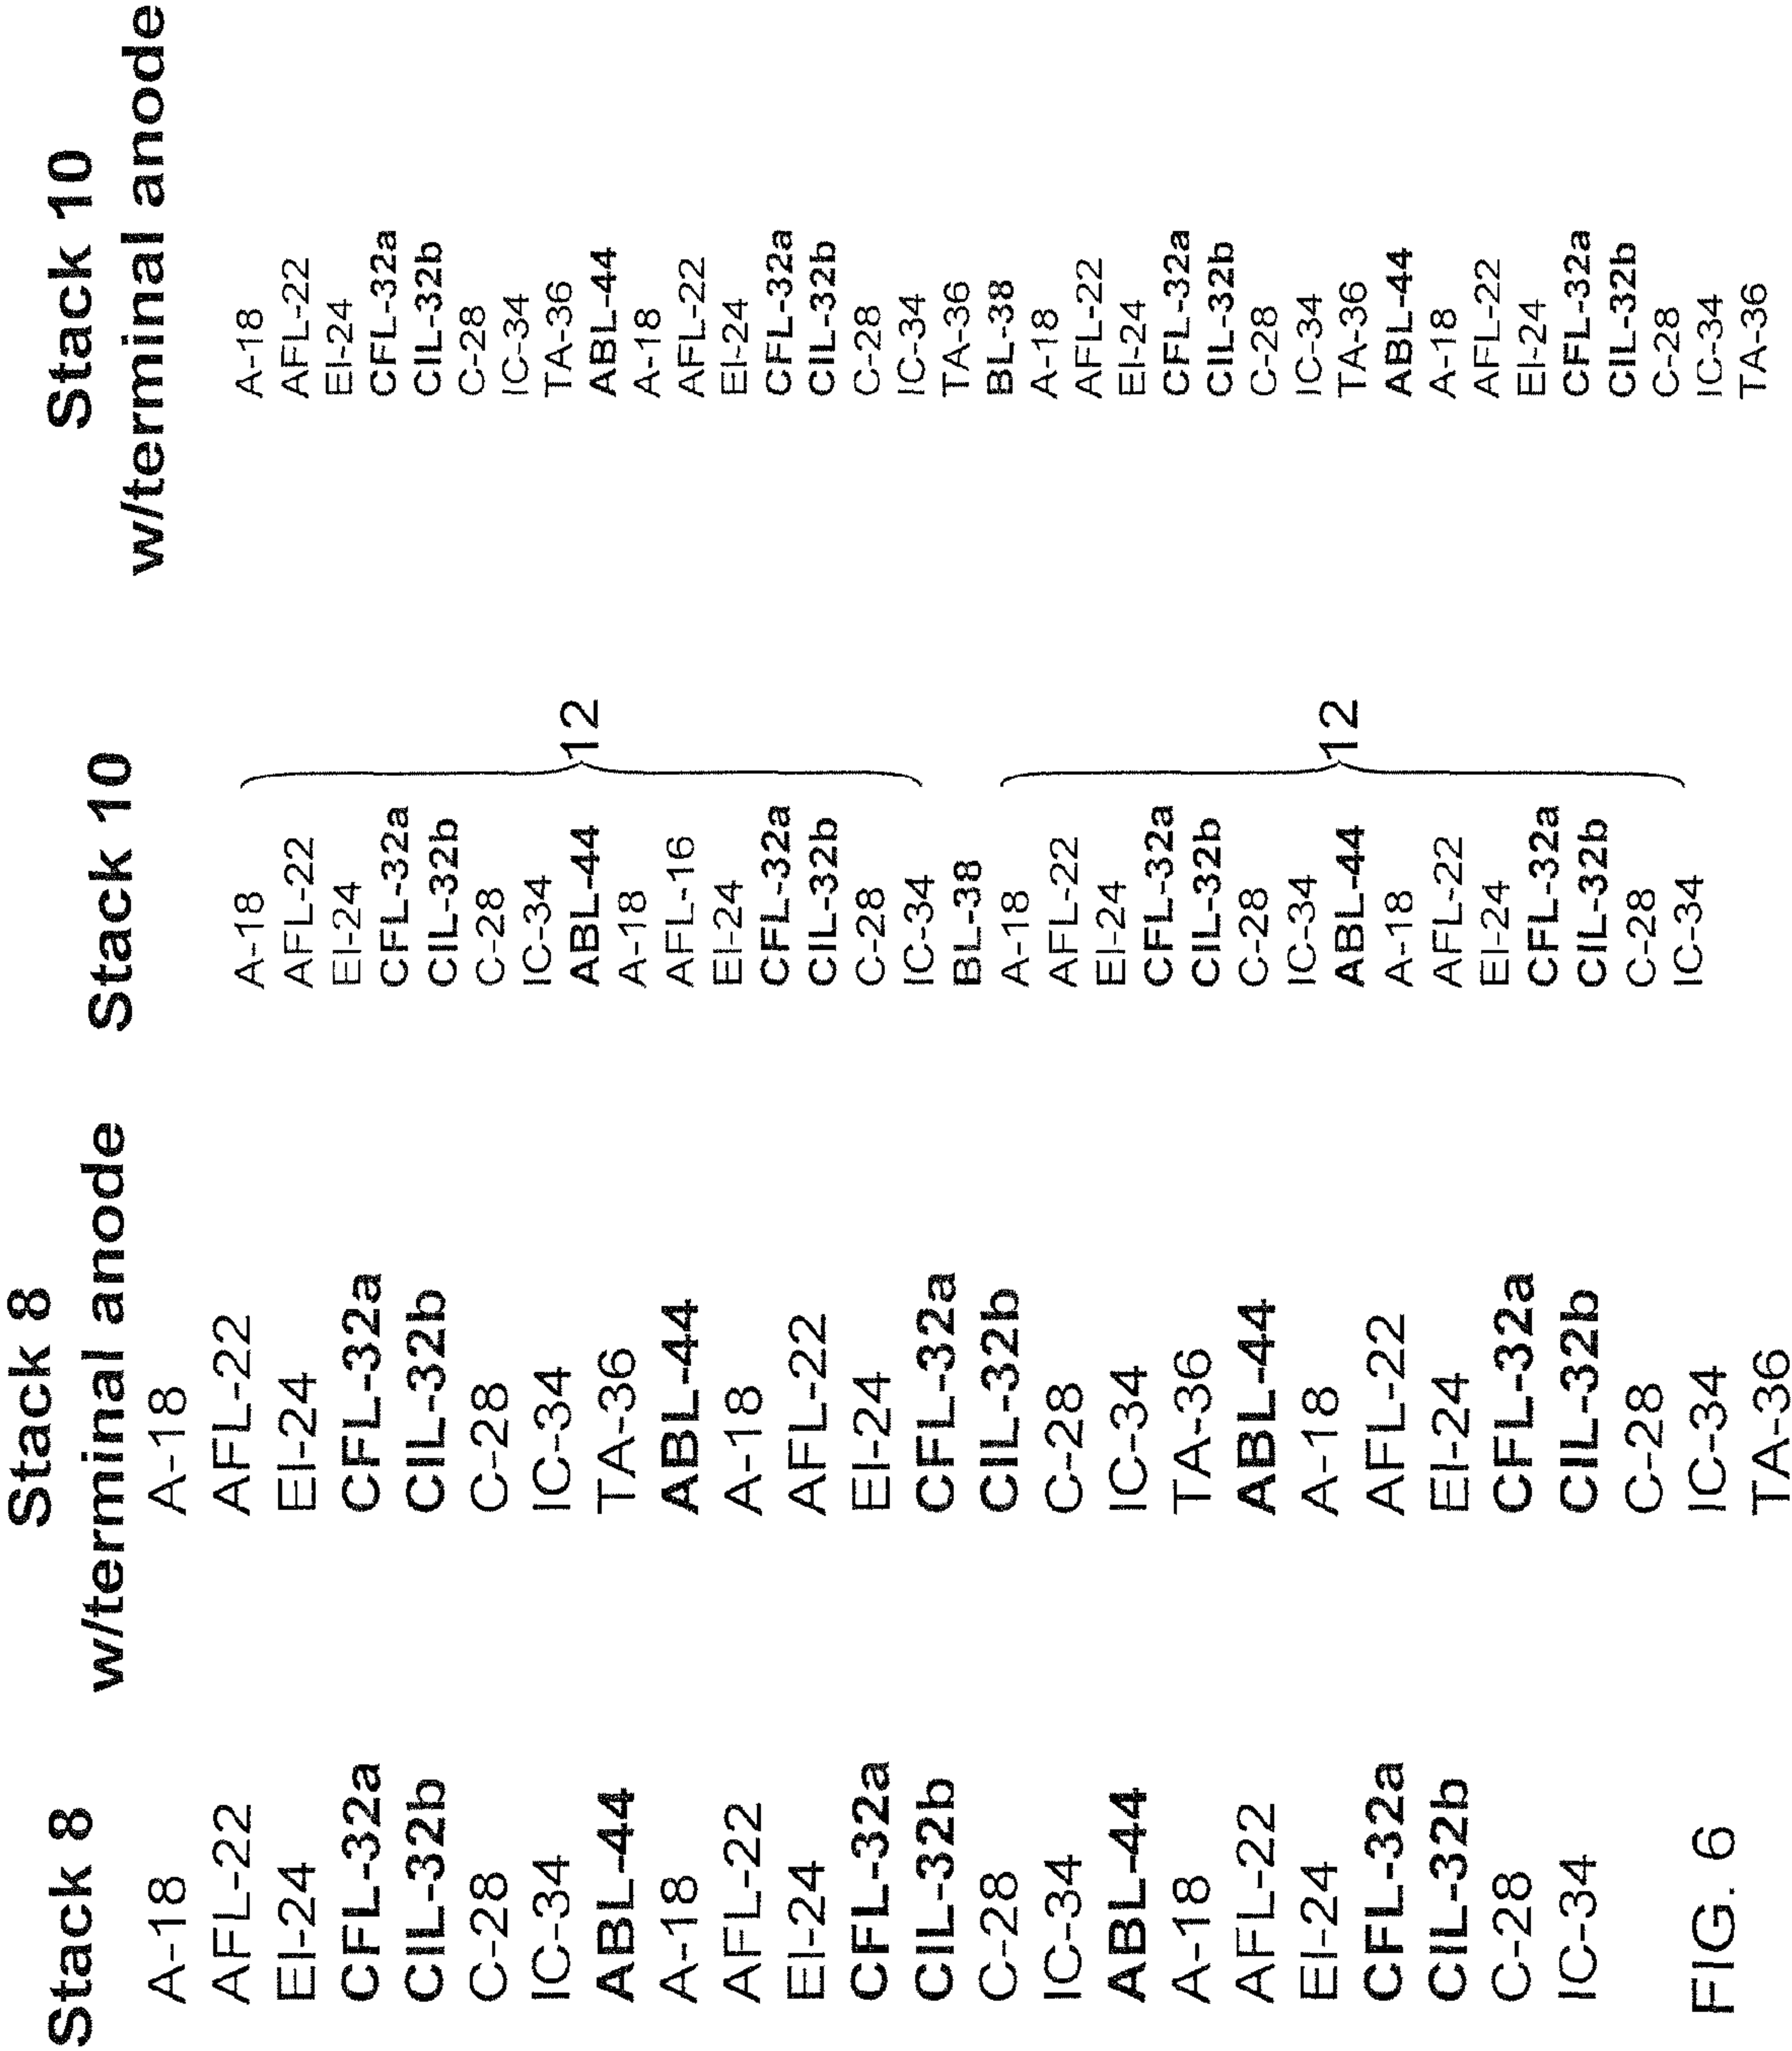 Stack 8
A-18
AFL-22
EI-24
CFL-32a
CIL-32b
C-28
IC-34
ABL-44
A-18
AFL-22
EI-24
CFL-32a
CIL-32b
C-28
IC-34
ABL-44
A-18
AFL-22
EI-24
CFL-32a
CIL-32b
C-28
IC-34
Stack 8
w/terminal anode
A-18
AFL-22
EI-24
CFL-32a
CIL-32b
C-28
IC-34
TA-36
ABL-44
A-18
AFL-22
EI-24
CFL-32a
CIL-32b
C-28
IC-34
TA-36
ABL-44
A-18
AFL-22
EI-24
CFL-32a
CIL-32b
C-28
IC-34
TA-36
Stack 10
A-18
AFL-22
EI-24
CFL-32a
CIL-32b
C-28
IC-34
ABL-44
A-18
AFL-16
EI-24
CFL-32a
CIL-32b
C-28
IC-34
BL-38
A-18
AFL-22
EI-24
CFL-32a
CIL-32b
C-28
IC-34
ABL-44
A-18
AFL-22
EI-24
CFL-32a
CIL-32b
C-28
IC-34
12
12
Stack 10
w/terminal anode
A-18
AFL-22
EI-24
CFL-32a
CIL-32b
C-28
IC-34
TA-36
ABL-44
A-18
AFL-22
EI-24
CFL-32a
CIL-32b
C-28
IC-34
TA-36
BL-38
A-18
AFL-22
EI-24
CFL-32a
CIL-32b
C-28
IC-34
TA-36
ABL-44
A-18
AFL-22
EI-24
CFL-32a
CIL-32b
C-28
IC-34
TA-36
FIG. 6